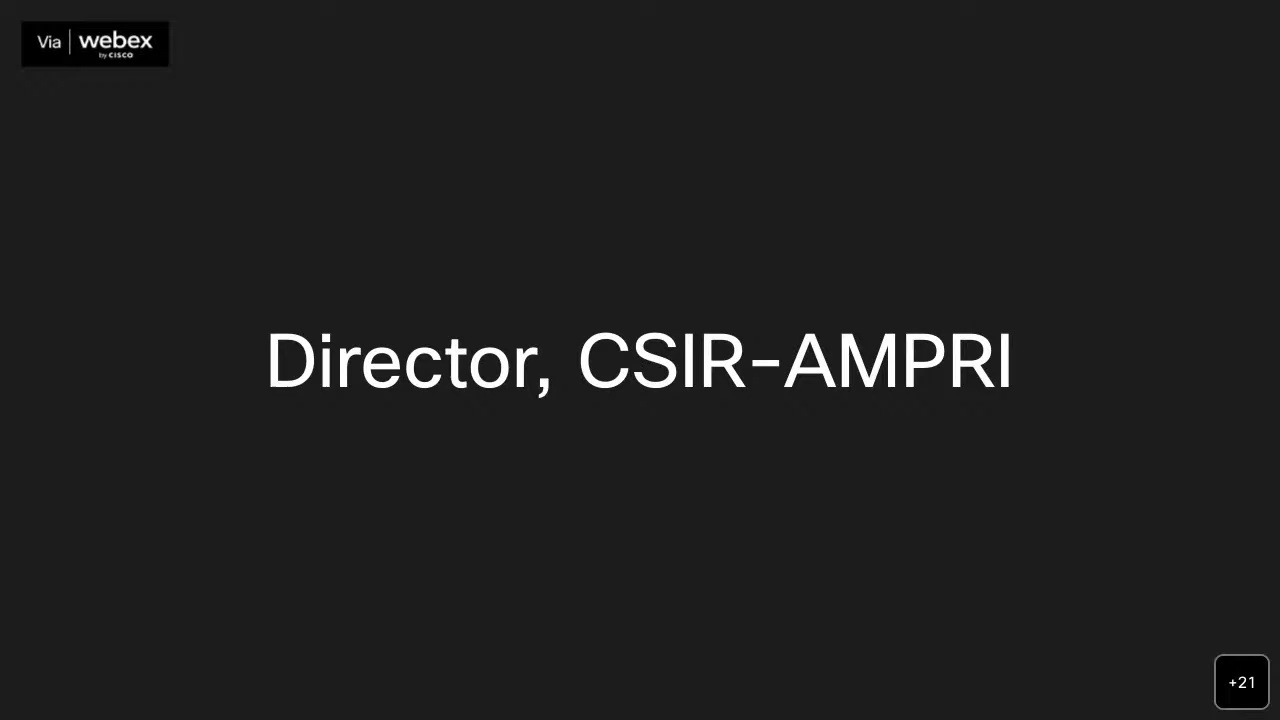 Via | webex
by CISCO
Director, CSIR-AMPRI
+21